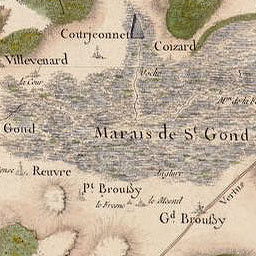 Courjeonnet
Coizard
Villevenard
la Cour
Gond
Marais de St. Gond
Reuvre
Pt. Broussy
le Fresne
le Mesnil
Gd. Broussy
Vertus